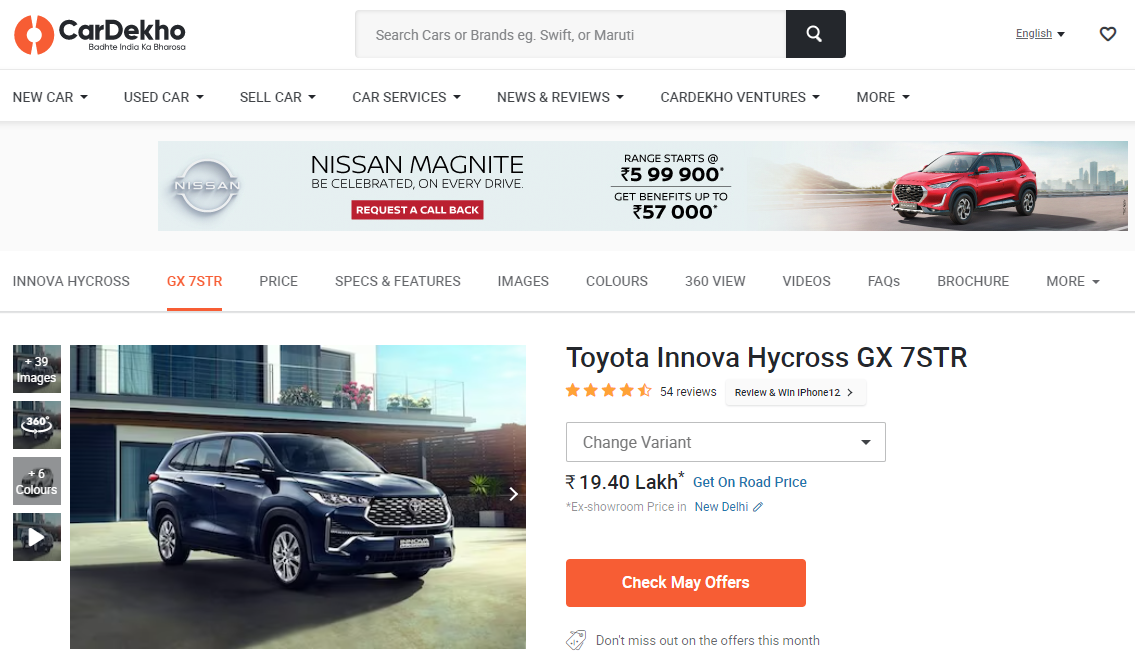 CarDekho
Badhte India Ka Bharosa
Search Cars or Brands eg. Swift, or Maruti
English
NEW CAR
USED CAR
SELL CAR
CAR SERVICES
NEWS & REVIEWS
CARDEKHO VENTURES
MORE
NISSAN
NISSAN MAGNITE
BE CELEBRATED, ON EVERY DRIVE.
REQUEST A CALL BACK
RANGE STARTS @
₹5 99 900*
GET BENEFITS UP TO
₹57 000*
INNOVA HYCROSS
GX 7STR
PRICE
SPECS & FEATURES
IMAGES
COLOURS
360 VIEW
VIDEOS
FAQs
BROCHURE
MORE
+ 39
Images
360°
+ 6
Colours
INNOVA
Toyota Innova Hycross GX 7STR
54 reviews
Review & Win iPhone12
Change Variant
₹ 19.40 Lakh*
Get On Road Price
*Ex-showroom Price in
New Delhi
Check May Offers
Don't miss out on the offers this month